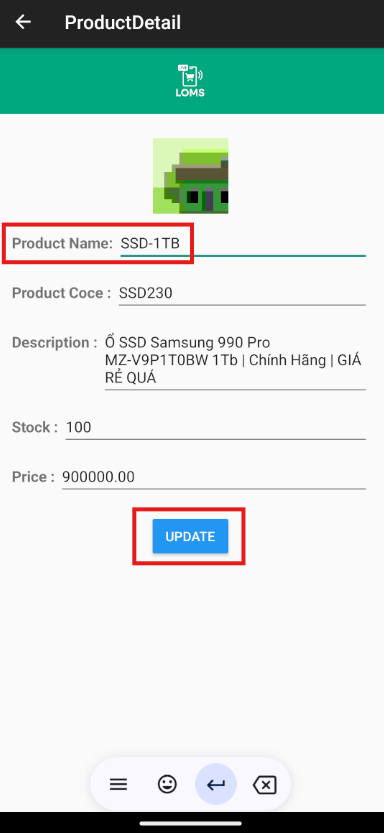 ProductDetail
LOMS
Product Name: SSD-1TB
Product Coce : SSD230
Description : Ổ SSD Samsung 990 Pro
MZ-V9P1T0BW 1Tb | Chính Hãng | GIÁ
RẺ QUÁ
Stock : 100
Price : 900000.00
UPDATE